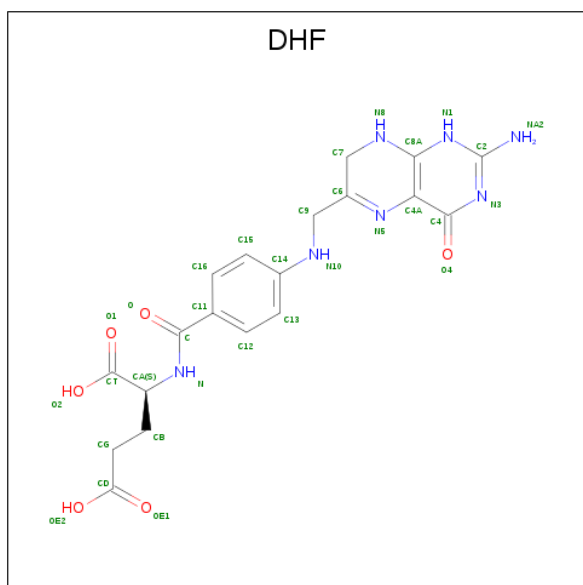 DHF
N8
H
N
N1
H
N
NA2
NH2
C8A
C2
C7
C6
C9
N
N5
C4A
C4
N
N3
O
O4
C15
C14
NH
N10
C16
C13
C11
C12
O
O
C
O1
O
CT
CA(S)
NH
N
HO
O2
CB
CG
CD
HO
OE2
O
OE1